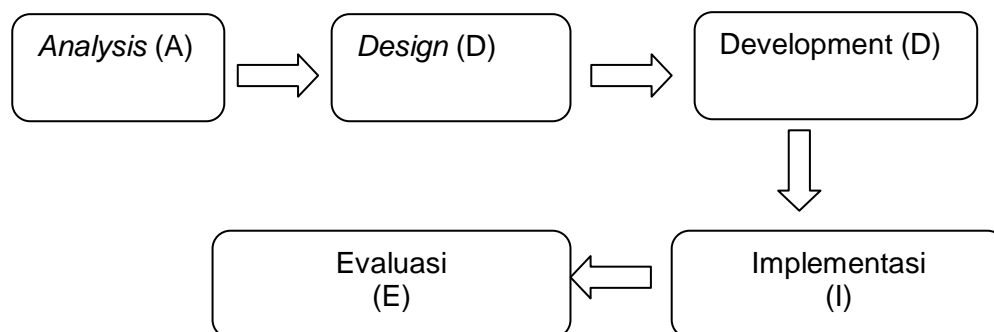 Analysis (A)
Design (D)
Development (D)
Evaluasi
(E)
Implementasi
(I)